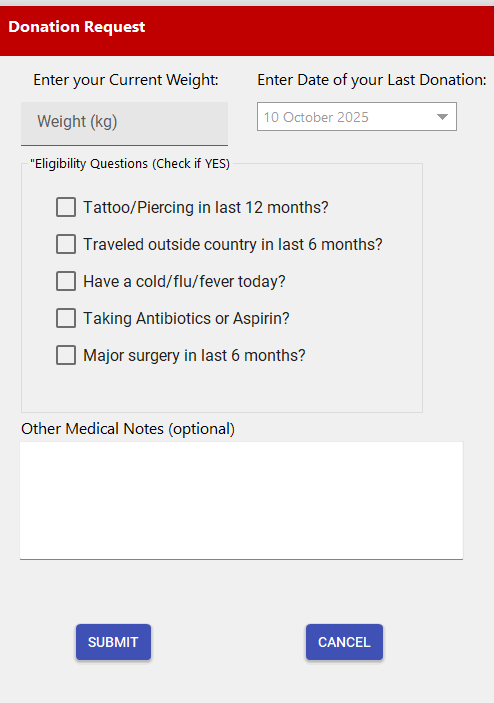 Donation Request
Enter your Current Weight: Enter Date of your Last Donation:
Weight (kg) 10 October 2025
"Eligibility Questions (Check if YES)
Tattoo/Piercing in last 12 months?
Traveled outside country in last 6 months?
Have a cold/flu/fever today?
Taking Antibiotics or Aspirin?
Major surgery in last 6 months?
Other Medical Notes (optional)
SUBMIT CANCEL